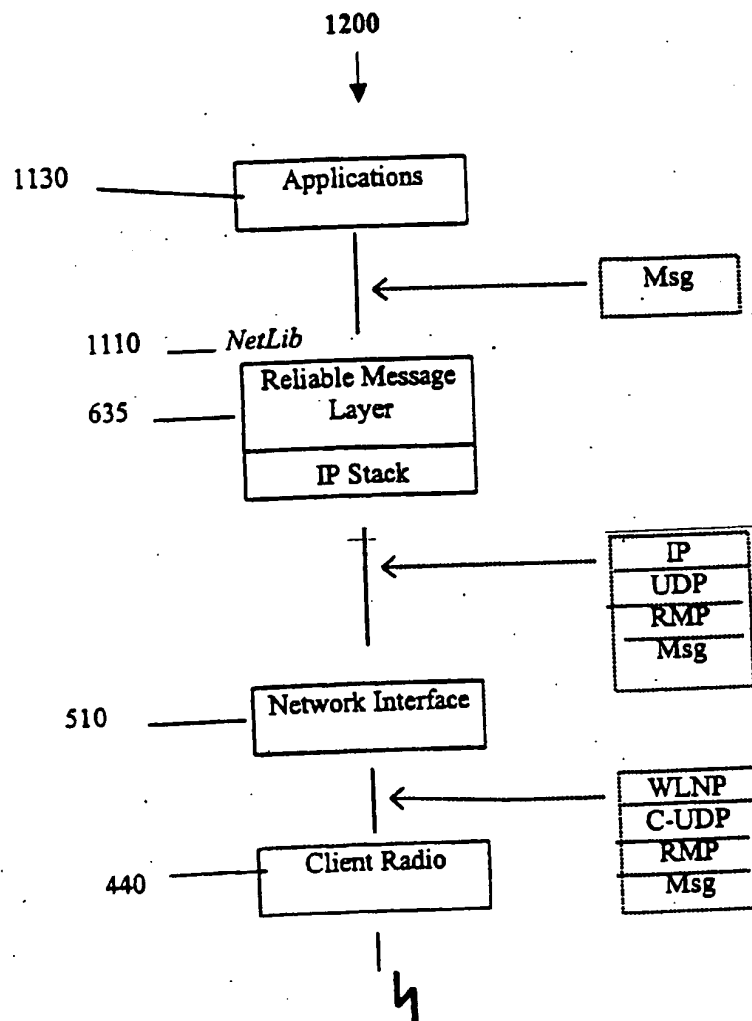 1200
1130
Applications
Msg
1110
NetLib
Reliable Message
Layer
635
IP Stack
IP
UDP
RMP
Msg
510
Network Interface
WLNP
C-UDP
RMP
Msg
440
Client Radio